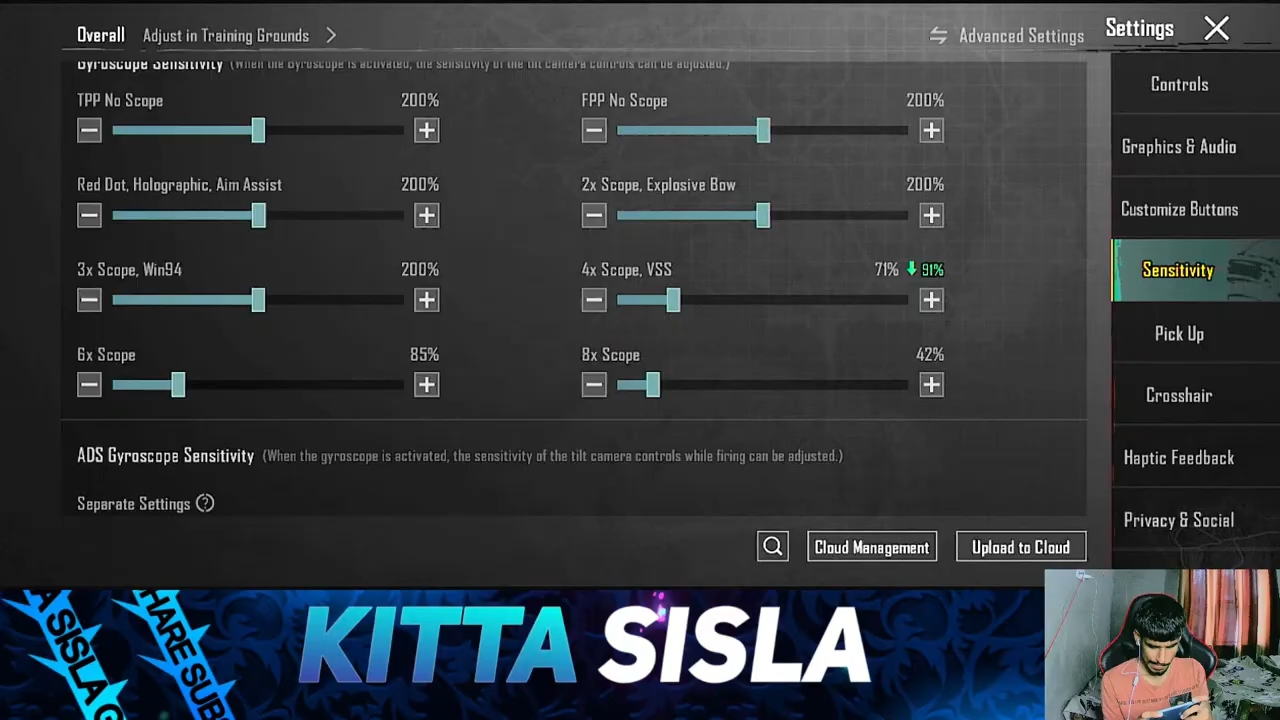 Overall Adjust in Training Grounds
Advanced Settings
Settings
Gyroscope Sensitivity (When the gyroscope is activated, the sensitivity of the tilt camera controls can be adjusted.)
TPP No Scope 200%
FPP No Scope 200%
Red Dot, Holographic, Aim Assist 200%
2x Scope, Explosive Bow 200%
3x Scope, Win94 200%
4x Scope, VSS 71% 91%
6x Scope 85%
8x Scope 42%
ADS Gyroscope Sensitivity (When the gyroscope is activated, the sensitivity of the tilt camera controls while firing can be adjusted.)
Separate Settings ?
Cloud Management
Upload to Cloud
Controls
Graphics & Audio
Customize Buttons
Sensitivity
Pick Up
Crosshair
Haptic Feedback
Privacy & Social
KITTA SISLA
A SISLA
HARE SUB